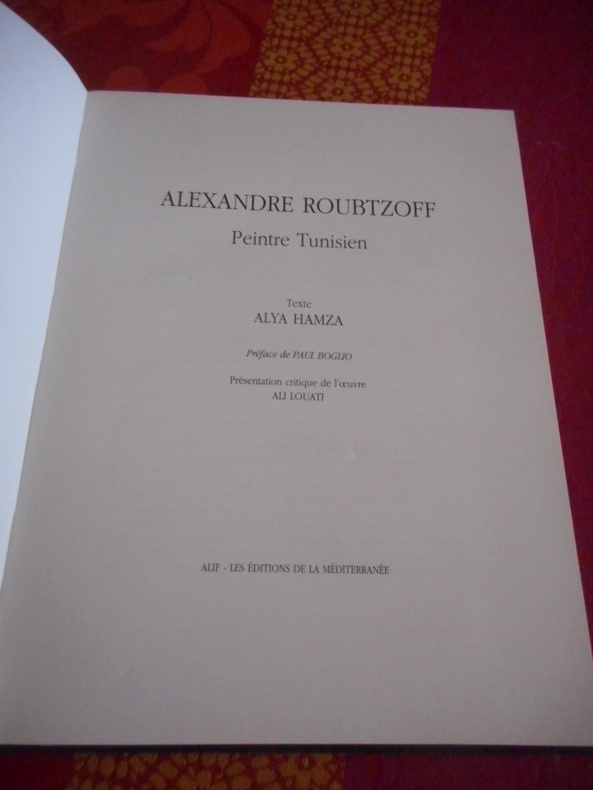 ALEXANDRE ROUBTZOFF
Peintre Tunisien
Texte
ALYA HAMZA
Préface de PAUL BOGLIO
Présentation critique de l'œuvre
ALI LOUATI
ALIF - LES ÉDITIONS DE LA MÉDITERRANÉE